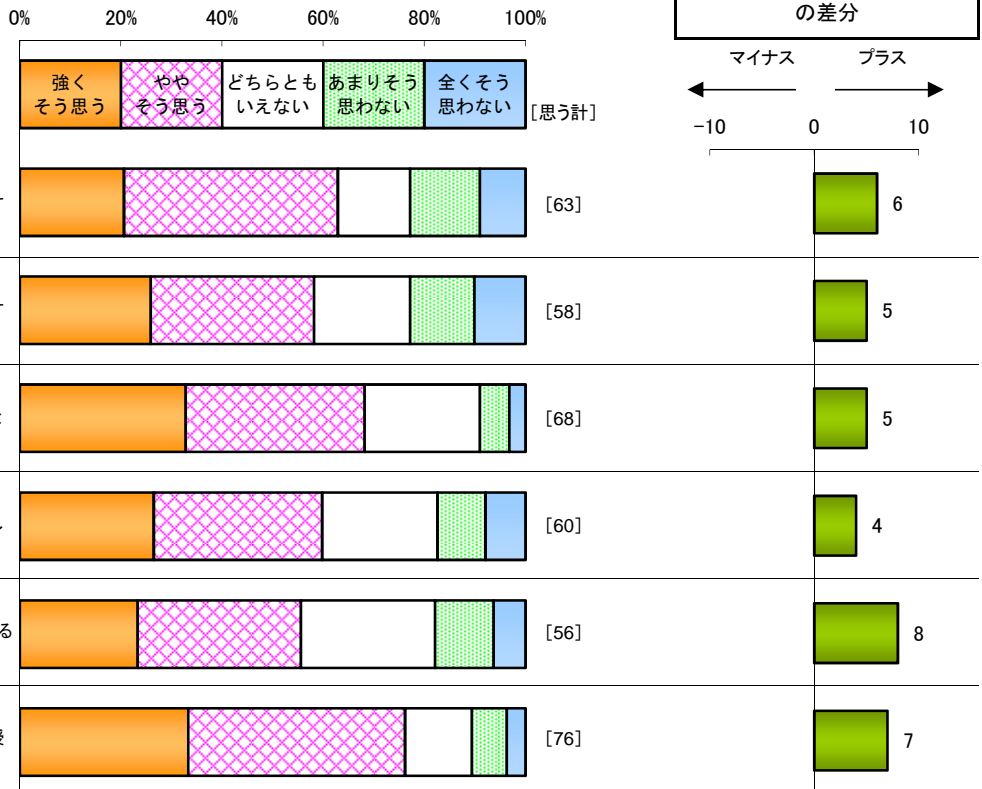 の差分
0% 20% 40% 60% 80% 100%
マイナス プラス
強く
そう思う
やや
そう思う
どちらとも
いえない
あまりそう
思わない
全くそう
思わない
[思う計]
-10 0 10
[63] 6
[58] 5
[68] 5
[60] 4
る [56] 8
[76] 7